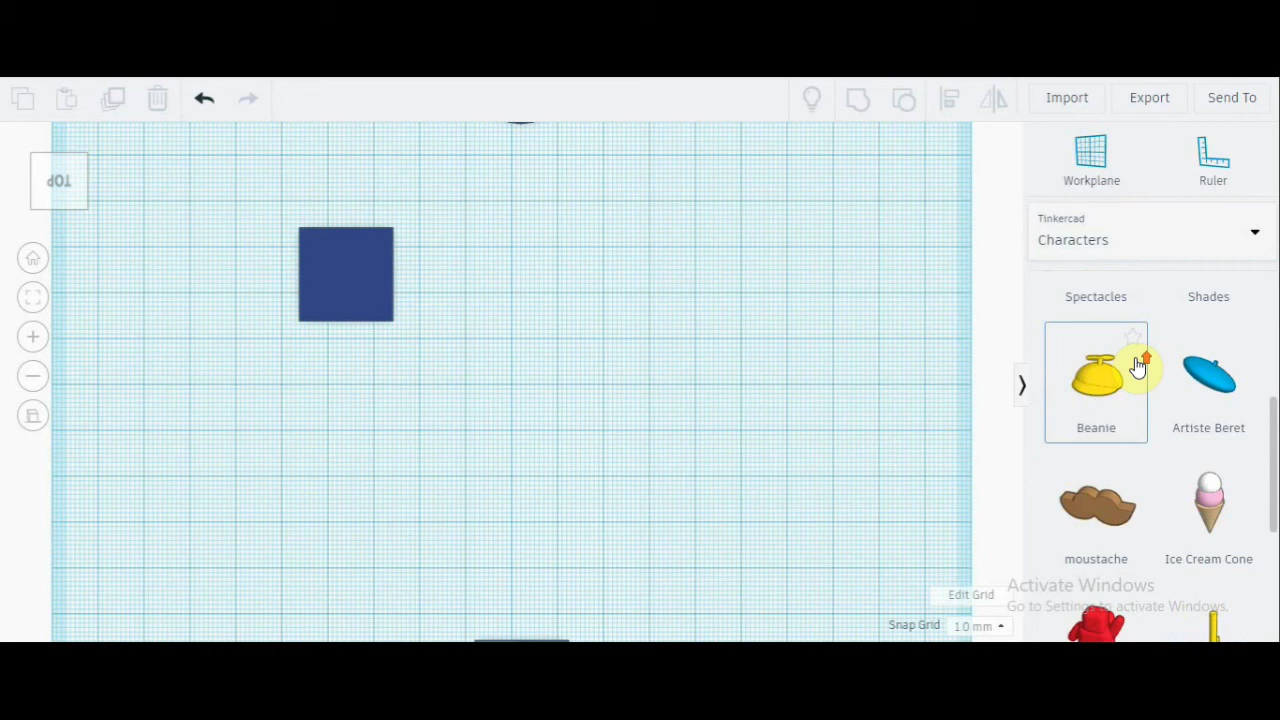 Import Export Send To
TOP
Workplane Ruler
Tinkercad
Characters
Spectacles Shades
Beanie Artiste Beret
moustache Ice Cream Cone
Activate Windows
Edit Grid
Go to Settings to activate Windows.
Snap Grid 1.0 mm